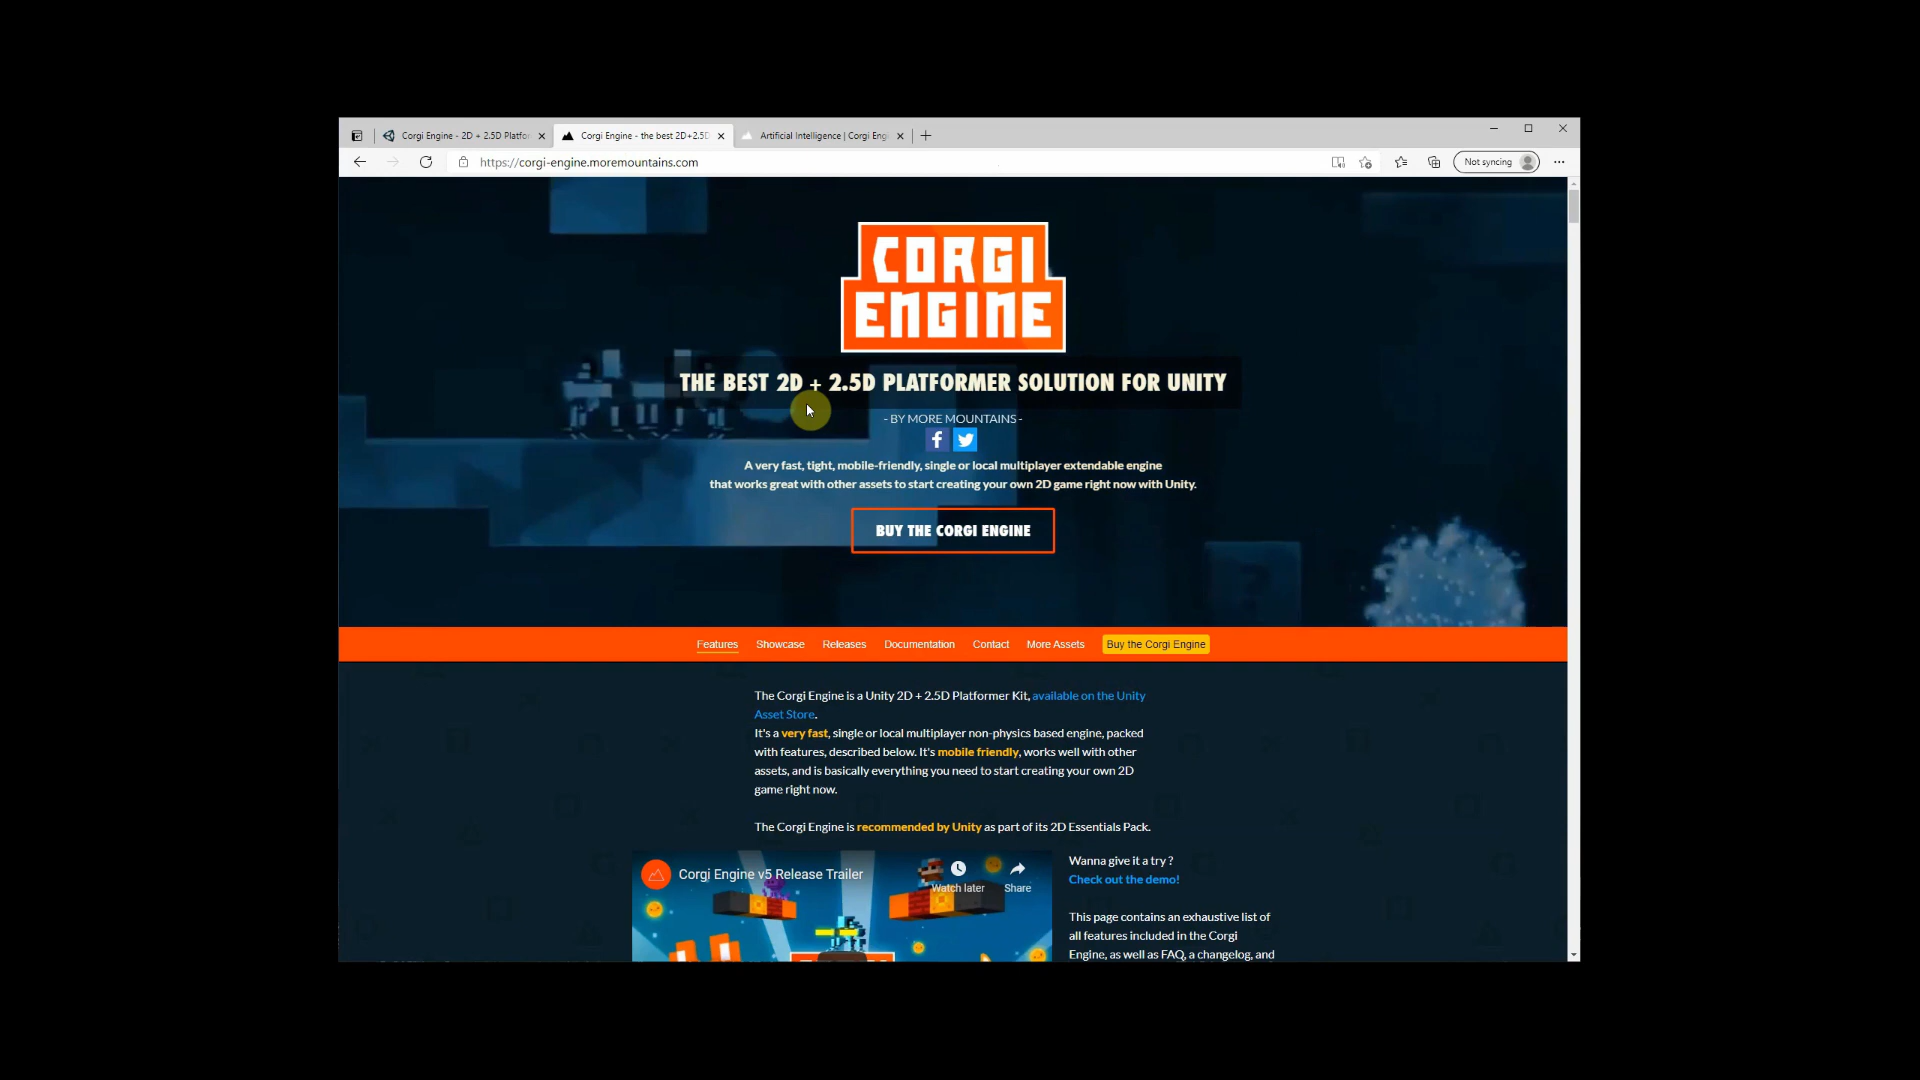 Corgi Engine - 2D + 2.5D Platfor
Corgi Engine - the best 2D+2.5D
Artificial Intelligence | Corgi Eng
https://corgi-engine.moremountains.com
Not syncing
CORGI
ENGINE
THE BEST 2D + 2.5D PLATFORMER SOLUTION FOR UNITY
- BY MORE MOUNTAINS -
A very fast, tight, mobile-friendly, single or local multiplayer extendable engine
that works great with other assets to start creating your own 2D game right now with Unity.
BUY THE CORGI ENGINE
Features Showcase Releases Documentation Contact More Assets Buy the Corgi Engine
The Corgi Engine is a Unity 2D + 2.5D Platformer Kit, available on the Unity
Asset Store.
It's a very fast, single or local multiplayer non-physics based engine, packed
with features, described below. It's mobile friendly, works well with other
assets, and is basically everything you need to start creating your own 2D
game right now.
The Corgi Engine is recommended by Unity as part of its 2D Essentials Pack.
Corgi Engine v5 Release Trailer
Watch later
Share
Wanna give it a try ?
Check out the demo!
This page contains an exhaustive list of
all features included in the Corgi
Engine, as well as FAQ, a changelog, and